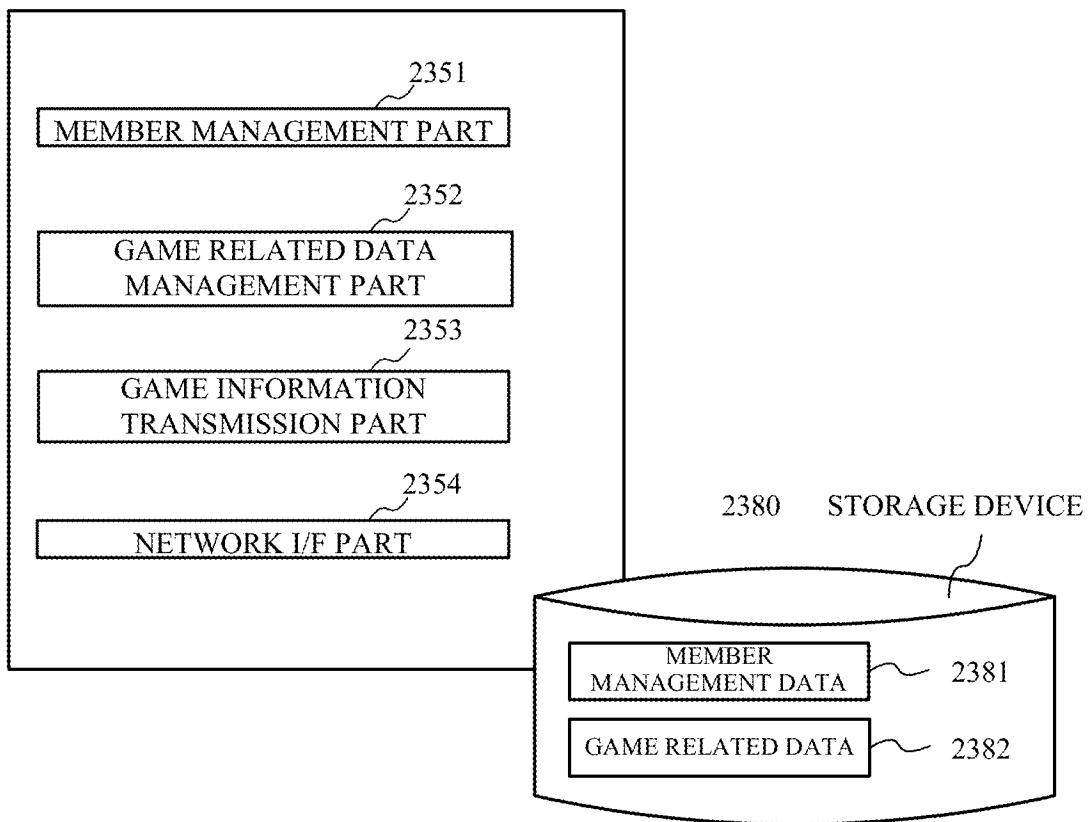 2351
MEMBER MANAGEMENT PART
2352
GAME RELATED DATA
MANAGEMENT PART
2353
GAME INFORMATION
TRANSMISSION PART
2354
NETWORK I/F PART
2380 STORAGE DEVICE
MEMBER
MANAGEMENT DATA
2381
GAME RELATED DATA
2382